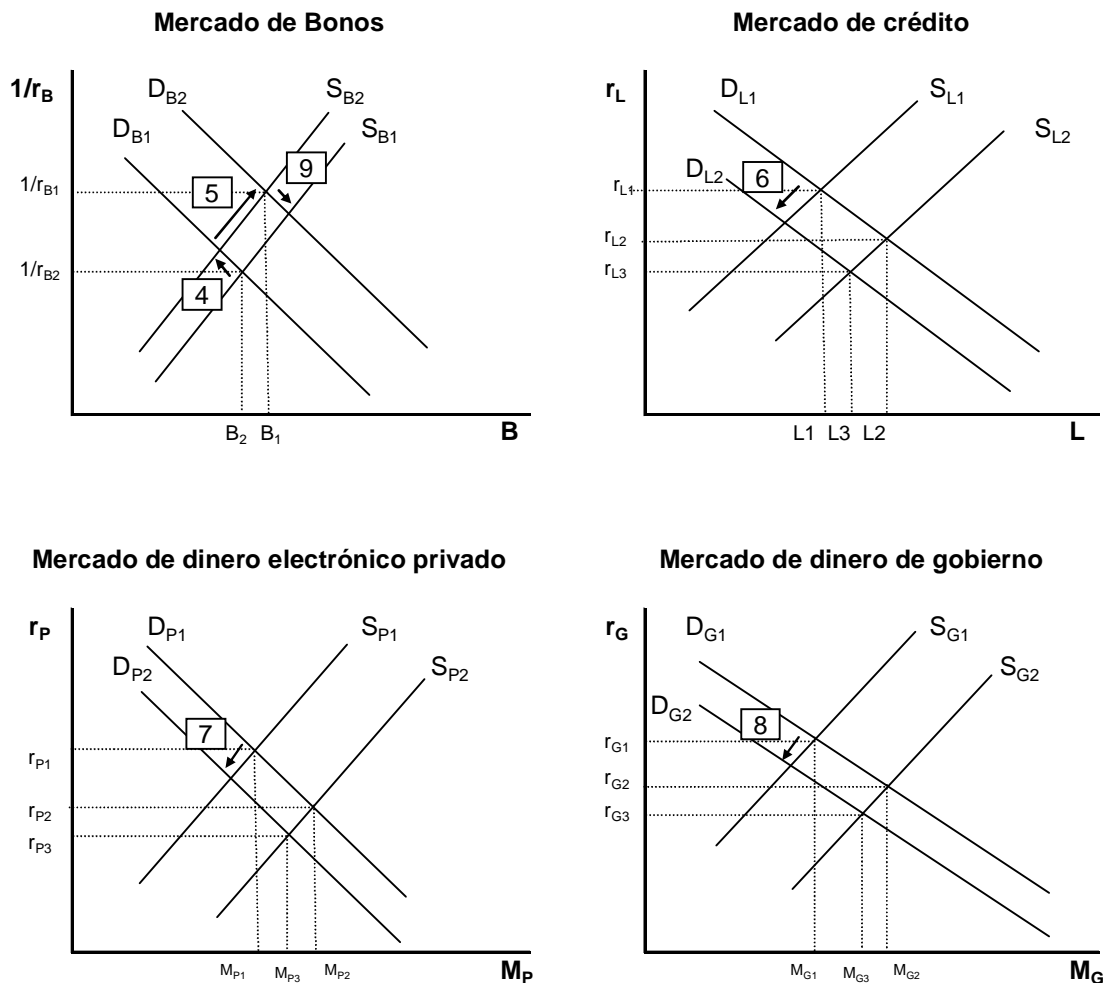 Mercado de Bonos
Mercado de crédito
1/rB
DB2
SB2
DB1
SB1
9
5
1/rB1
1/rB2
4
B2
B1
B
rL
DL1
SL1
SL2
DL2
6
rL1
rL2
rL3
L1
L3
L2
L
Mercado de dinero electrónico privado
Mercado de dinero de gobierno
rP
DP1
SP1
DP2
SP2
7
rP1
rP2
rP3
MP1
MP3
MP2
MP
rG
DG1
SG1
SG2
DG2
8
rG1
rG2
rG3
MG1
MG3
MG2
MG